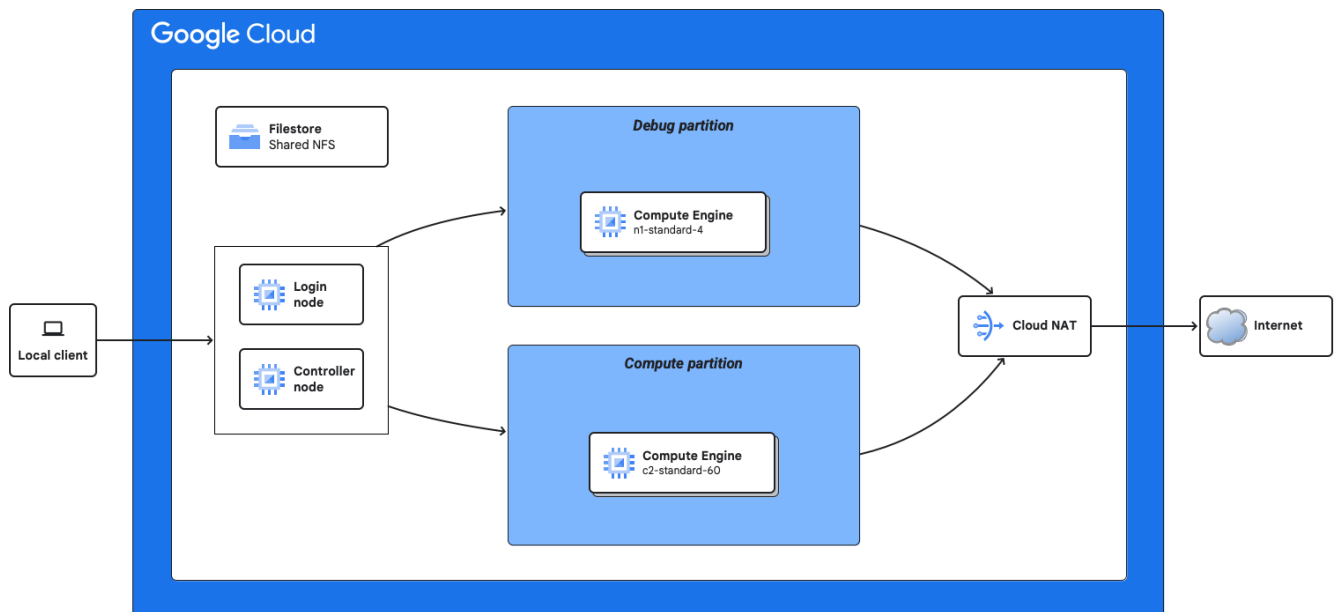 Google Cloud
Filestore
Shared NFS
Debug partition
Compute Engine
n1-standard-4
Login
node
Controller
node
Local client
Compute partition
Compute Engine
c2-standard-60
Cloud NAT
Internet